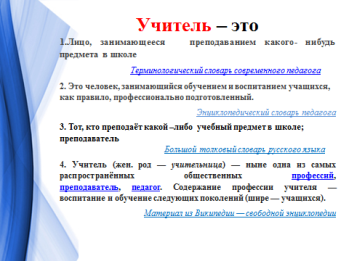 Учитель – это
1.Лицо, занимающееся преподаванием какого- нибудь
предмета в школе
Терминологический словарь современного педагога
2. Это человек, занимающийся обучением и воспитанием учащихся,
как правило, профессионально подготовленный.
Энциклопедический словарь педагога
3. Тот, кто преподаёт какой –либо учебный предмет в школе;
преподаватель
Большой толковый словарь русского языка
4. Учитель (жен. род — учительница) — ныне одна из самых
распространённых общественных профессий,
преподаватель, педагог. Содержание профессии учителя —
воспитание и обучение следующих поколений (шире — учащихся).
Материал из Википедии — свободной энциклопедии